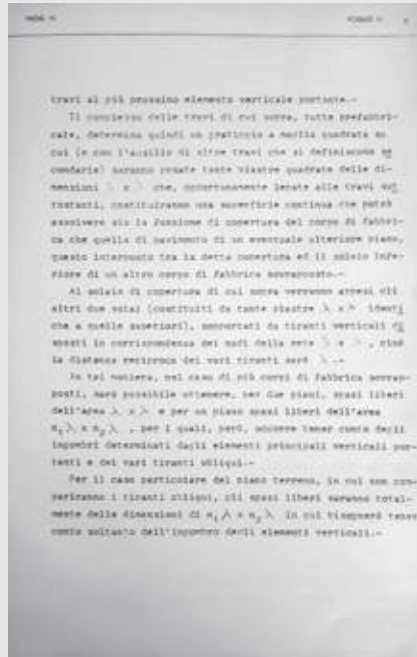 travi al più prossimo elemento verticale portante.-
Il complesso delle travi di cui sopra, tutte prefabbri-
cate, determina quindi un graticcio a maglia quadrata su
cui (e con l'ausilio di altre travi che si definiscono se
condarie) saranno posate tante piastre quadrate delle di-
mensioni λ x λ che, opportunamente legate alle travi sot
tostanti, costituiranno una superficie continua che potrà
assolvere sia la funzione di copertura del corpo di fabbri-
ca che quella di pavimento di un eventuale ulteriore piano,
questo interposto tra la detta copertura ed il solaio infe-
riore di un altro corpo di fabbrica sovrapposto.-
Al solaio di copertura di cui sopra verranno appesi gli
altri due solai (costituiti da tante piastre λ x λ identi
che a quelle superiori), sopportati da tiranti verticali di
sposti in corrispondenza dei nodi della rete λ x λ , cioè
la distanza reciproca dei vari tiranti sarà λ .-
In tal maniera, nel caso di più corpi di fabbrica sovrap-
posti, sarà possibile ottenere, per due piani, spazi liberi
dell'area λ x λ e per un piano spazi liberi dell'area
n₁ λ x n₂ λ , per i quali, però, occorre tener conto degli
ingombri determinati dagli elementi principali verticali por-
tanti e dei vari tiranti obliqui.-
Per il caso particolare del piano terreno, in cui non com-
pariranno i tiranti obliqui, gli spazi liberi saranno total-
mente delle dimensioni di n₁ λ x n₂ λ in cui bisognerà tener
conto soltanto dell'ingombro degli elementi verticali.-